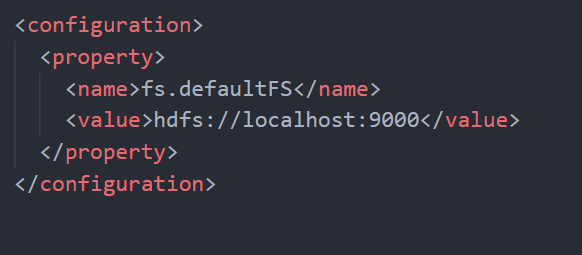 <configuration>
<property>
<name>fs.defaultFS</name>
<value>hdfs://localhost:9000</value>
</property>
</configuration>